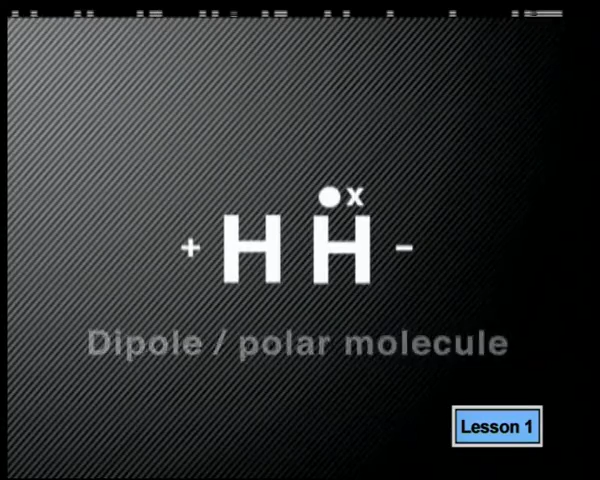 ●x
+ H H -
Dipole / polar molecule
Lesson 1